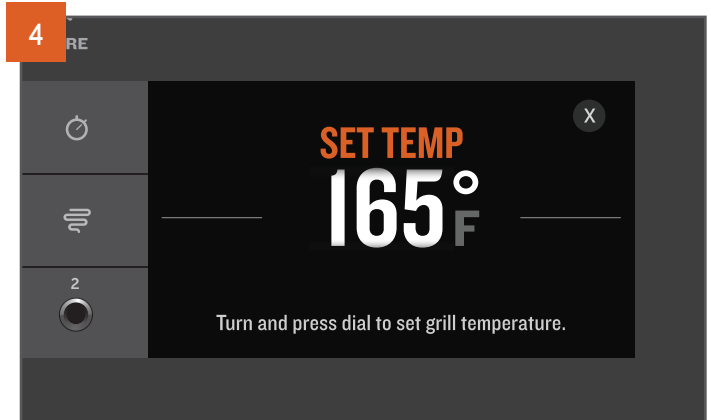 4
RE
X
SET TEMP
165°F
2
Turn and press dial to set grill temperature.